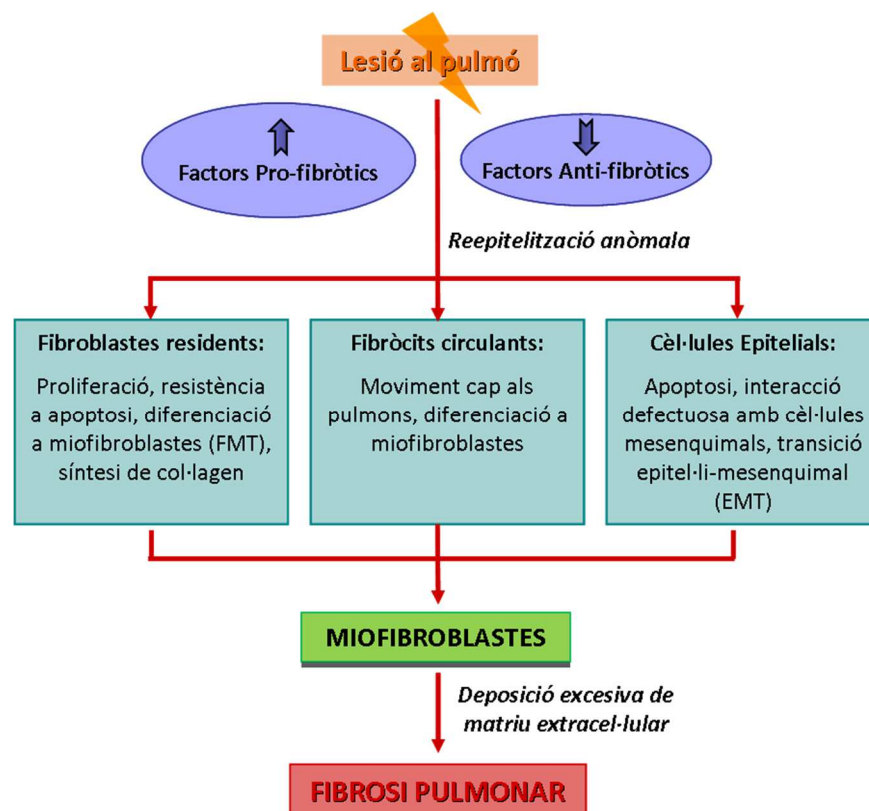 Lesió al pulmó
Factors Pro-fibròtics
Factors Anti-fibròtics
Reepitelització anòmala
Fibroblastes residents:
Proliferació, resistència
a apoptosi, diferenciació
a miofibroblastes (FMT),
síntesi de col·lagen
Fibròcits circulants:
Moviment cap als
pulmons, diferenciació a
miofibroblastes
Cèl·lules Epitelials:
Apoptosi, interacció
defectuosa amb cèl·lules
mesenquimals, transició
epitel·li-mesenquimal
(EMT)
MIOFIBROBLASTES
Deposició excesiva de
matriu extracel·lular
FIBROSI PULMONAR